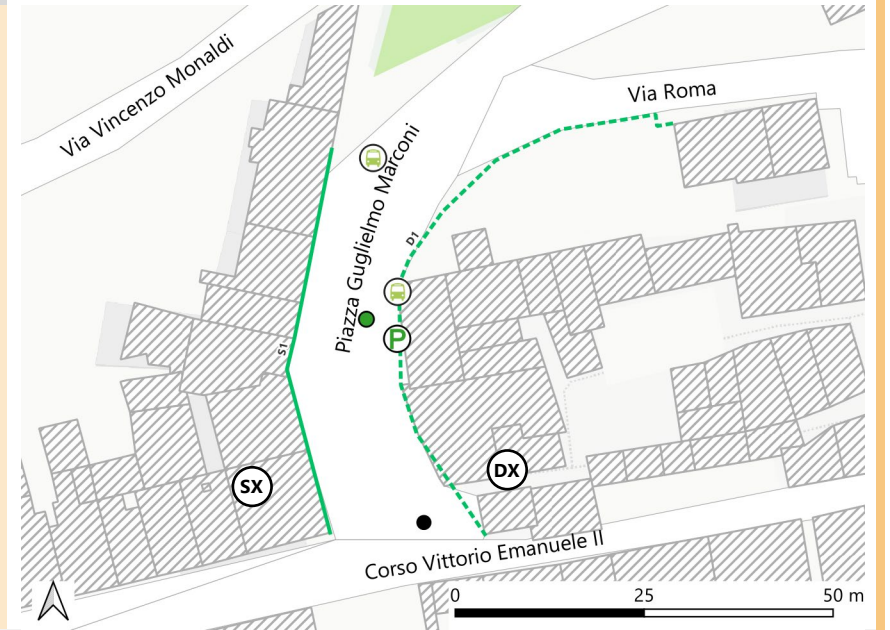 Via Vincenzo Monaldi
Via Roma
Piazza Guglielmo Marconi
D1
P
S1
SX
DX
Corso Vittorio Emanuele II
0 25 50 m